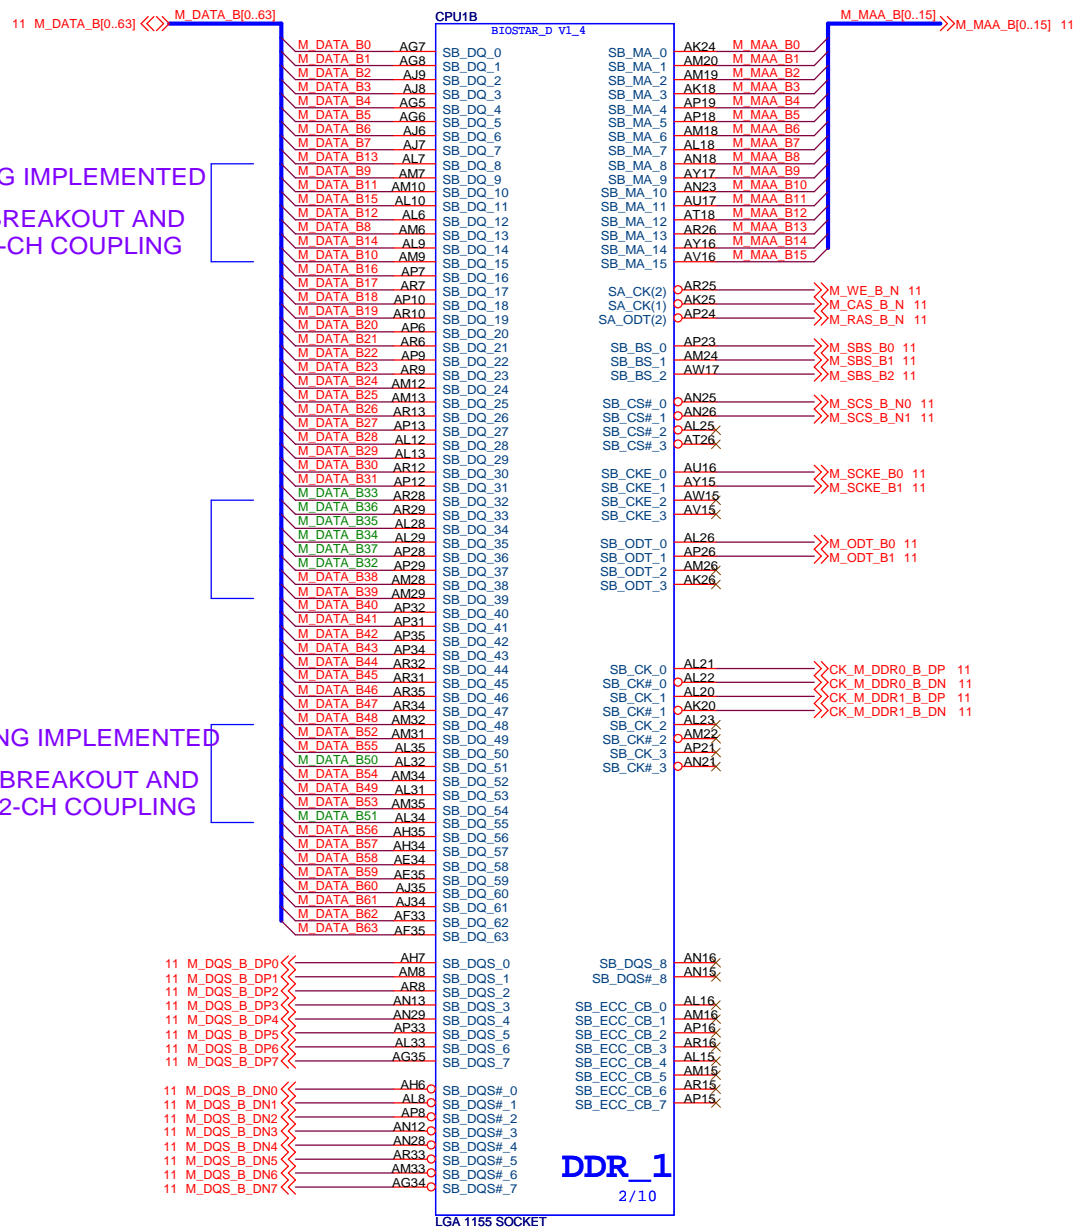 11 M_DATA_B[0..63] M_DATA_B[0..63] CPU1B M_MAA_B[0..15] M_MAA_B[0..15] 11
BIOSTAR_D V1_4
M_DATA_B0 AG7 SB_DQ_0 SB_MA_0 AK24 M_MAA_B0
M_DATA_B1 AG8 SB_DQ_1 SB_MA_1 AM20 M_MAA_B1
M_DATA_B2 AJ9 SB_DQ_2 SB_MA_2 AM19 M_MAA_B2
M_DATA_B3 AJ8 SB_DQ_3 SB_MA_3 AK18 M_MAA_B3
M_DATA_B4 AG5 SB_DQ_4 SB_MA_4 AP19 M_MAA_B4
M_DATA_B5 AG6 SB_DQ_5 SB_MA_5 AP18 M_MAA_B5
M_DATA_B6 AJ6 SB_DQ_6 SB_MA_6 AM18 M_MAA_B6
M_DATA_B7 AJ7 SB_DQ_7 SB_MA_7 AL18 M_MAA_B7
M_DATA_B13 AL7 SB_DQ_8 SB_MA_8 AN18 M_MAA_B8
G IMPLEMENTED M_DATA_B9 AM7 SB_DQ_9 SB_MA_9 AY17 M_MAA_B9
M_DATA_B11 AM10 SB_DQ_10 SB_MA_10 AN23 M_MAA_B10
M_DATA_B15 AL10 SB_DQ_11 SB_MA_11 AU17 M_MAA_B11
BREAKOUT AND M_DATA_B12 AL6 SB_DQ_12 SB_MA_12 AT18 M_MAA_B12
M_DATA_B8 AM6 SB_DQ_13 SB_MA_13 AR26 M_MAA_B13
-CH COUPLING M_DATA_B14 AL9 SB_DQ_14 SB_MA_14 AY16 M_MAA_B14
M_DATA_B10 AM9 SB_DQ_15 SB_MA_15 AV16 M_MAA_B15
M_DATA_B16 AP7 SB_DQ_16
M_DATA_B17 AR7 SB_DQ_17 SA_CK(2) AR25 M_WE_B_N 11
M_DATA_B18 AP10 SB_DQ_18 SA_CK(1) AK25 M_CAS_B_N 11
M_DATA_B19 AR10 SB_DQ_19 SA_ODT(2) AP24 M_RAS_B_N 11
M_DATA_B20 AP6 SB_DQ_20
M_DATA_B21 AR6 SB_DQ_21 SB_BS_0 AP23 M_SBS_B0 11
M_DATA_B22 AP9 SB_DQ_22 SB_BS_1 AM24 M_SBS_B1 11
M_DATA_B23 AR9 SB_DQ_23 SB_BS_2 AW17 M_SBS_B2 11
M_DATA_B24 AM12 SB_DQ_24
M_DATA_B25 AM13 SB_DQ_25 SB_CS#_0 AN25 M_SCS_B_N0 11
M_DATA_B26 AR13 SB_DQ_26 SB_CS#_1 AN26 M_SCS_B_N1 11
M_DATA_B27 AP13 SB_DQ_27 SB_CS#_2 AL25
M_DATA_B28 AL12 SB_DQ_28 SB_CS#_3 AT26
M_DATA_B29 AL13 SB_DQ_29
M_DATA_B30 AR12 SB_DQ_30 SB_CKE_0 AU16 M_SCKE_B0 11
M_DATA_B31 AP12 SB_DQ_31 SB_CKE_1 AY15 M_SCKE_B1 11
M_DATA_B33 AR28 SB_DQ_32 SB_CKE_2 AW15
M_DATA_B36 AR29 SB_DQ_33 SB_CKE_3 AV15
M_DATA_B35 AL28 SB_DQ_34
M_DATA_B34 AL29 SB_DQ_35 SB_ODT_0 AL26 M_ODT_B0 11
M_DATA_B37 AP28 SB_DQ_36 SB_ODT_1 AP26 M_ODT_B1 11
M_DATA_B32 AP29 SB_DQ_37 SB_ODT_2 AM26
M_DATA_B38 AM28 SB_DQ_38 SB_ODT_3 AK26
M_DATA_B39 AM29 SB_DQ_39
M_DATA_B40 AP32 SB_DQ_40
M_DATA_B41 AP31 SB_DQ_41
M_DATA_B42 AP35 SB_DQ_42
M_DATA_B43 AP34 SB_DQ_43
M_DATA_B44 AR32 SB_DQ_44 SB_CK_0 AL21 CK_M_DDR0_B_DP 11
M_DATA_B45 AR31 SB_DQ_45 SB_CK#_0 AL22 CK_M_DDR0_B_DN 11
M_DATA_B46 AR35 SB_DQ_46 SB_CK_1 AL20 CK_M_DDR1_B_DP 11
M_DATA_B47 AR34 SB_DQ_47 SB_CK#_1 AK20 CK_M_DDR1_B_DN 11
M_DATA_B48 AM32 SB_DQ_48 SB_CK_2 AL23
NG IMPLEMENTED M_DATA_B52 AM31 SB_DQ_49 SB_CK#_2 AM22
M_DATA_B55 AL35 SB_DQ_50 SB_CK_3 AP21
M_DATA_B50 AL32 SB_DQ_51 SB_CK#_3 AN21
BREAKOUT AND M_DATA_B54 AM34 SB_DQ_52
M_DATA_B49 AL31 SB_DQ_53
2-CH COUPLING M_DATA_B53 AM35 SB_DQ_54
M_DATA_B51 AL34 SB_DQ_55
M_DATA_B56 AH35 SB_DQ_56
M_DATA_B57 AH34 SB_DQ_57
M_DATA_B58 AE34 SB_DQ_58
M_DATA_B59 AE35 SB_DQ_59
M_DATA_B60 AJ35 SB_DQ_60
M_DATA_B61 AJ34 SB_DQ_61
M_DATA_B62 AF33 SB_DQ_62
M_DATA_B63 AF35 SB_DQ_63
11 M_DQS_B_DP0 AH7 SB_DQS_0 SB_DQS_8 AN16
11 M_DQS_B_DP1 AM8 SB_DQS_1 SB_DQS#_8 AN15
11 M_DQS_B_DP2 AR8 SB_DQS_2
11 M_DQS_B_DP3 AN13 SB_DQS_3 SB_ECC_CB_0 AL16
11 M_DQS_B_DP4 AN29 SB_DQS_4 SB_ECC_CB_1 AM16
11 M_DQS_B_DP5 AP33 SB_DQS_5 SB_ECC_CB_2 AP16
11 M_DQS_B_DP6 AL33 SB_DQS_6 SB_ECC_CB_3 AR16
11 M_DQS_B_DP7 AG35 SB_DQS_7 SB_ECC_CB_4 AL15
SB_ECC_CB_5 AM15
11 M_DQS_B_DN0 AH6 SB_DQS#_0 SB_ECC_CB_6 AR15
11 M_DQS_B_DN1 AL8 SB_DQS#_1 SB_ECC_CB_7 AP15
11 M_DQS_B_DN2 AP8 SB_DQS#_2
11 M_DQS_B_DN3 AN12 SB_DQS#_3
11 M_DQS_B_DN4 AN28 SB_DQS#_4
11 M_DQS_B_DN5 AR33 SB_DQS#_5
11 M_DQS_B_DN6 AM33 SB_DQS#_6
11 M_DQS_B_DN7 AG34 SB_DQS#_7
DDR_1
2/10
LGA 1155 SOCKET